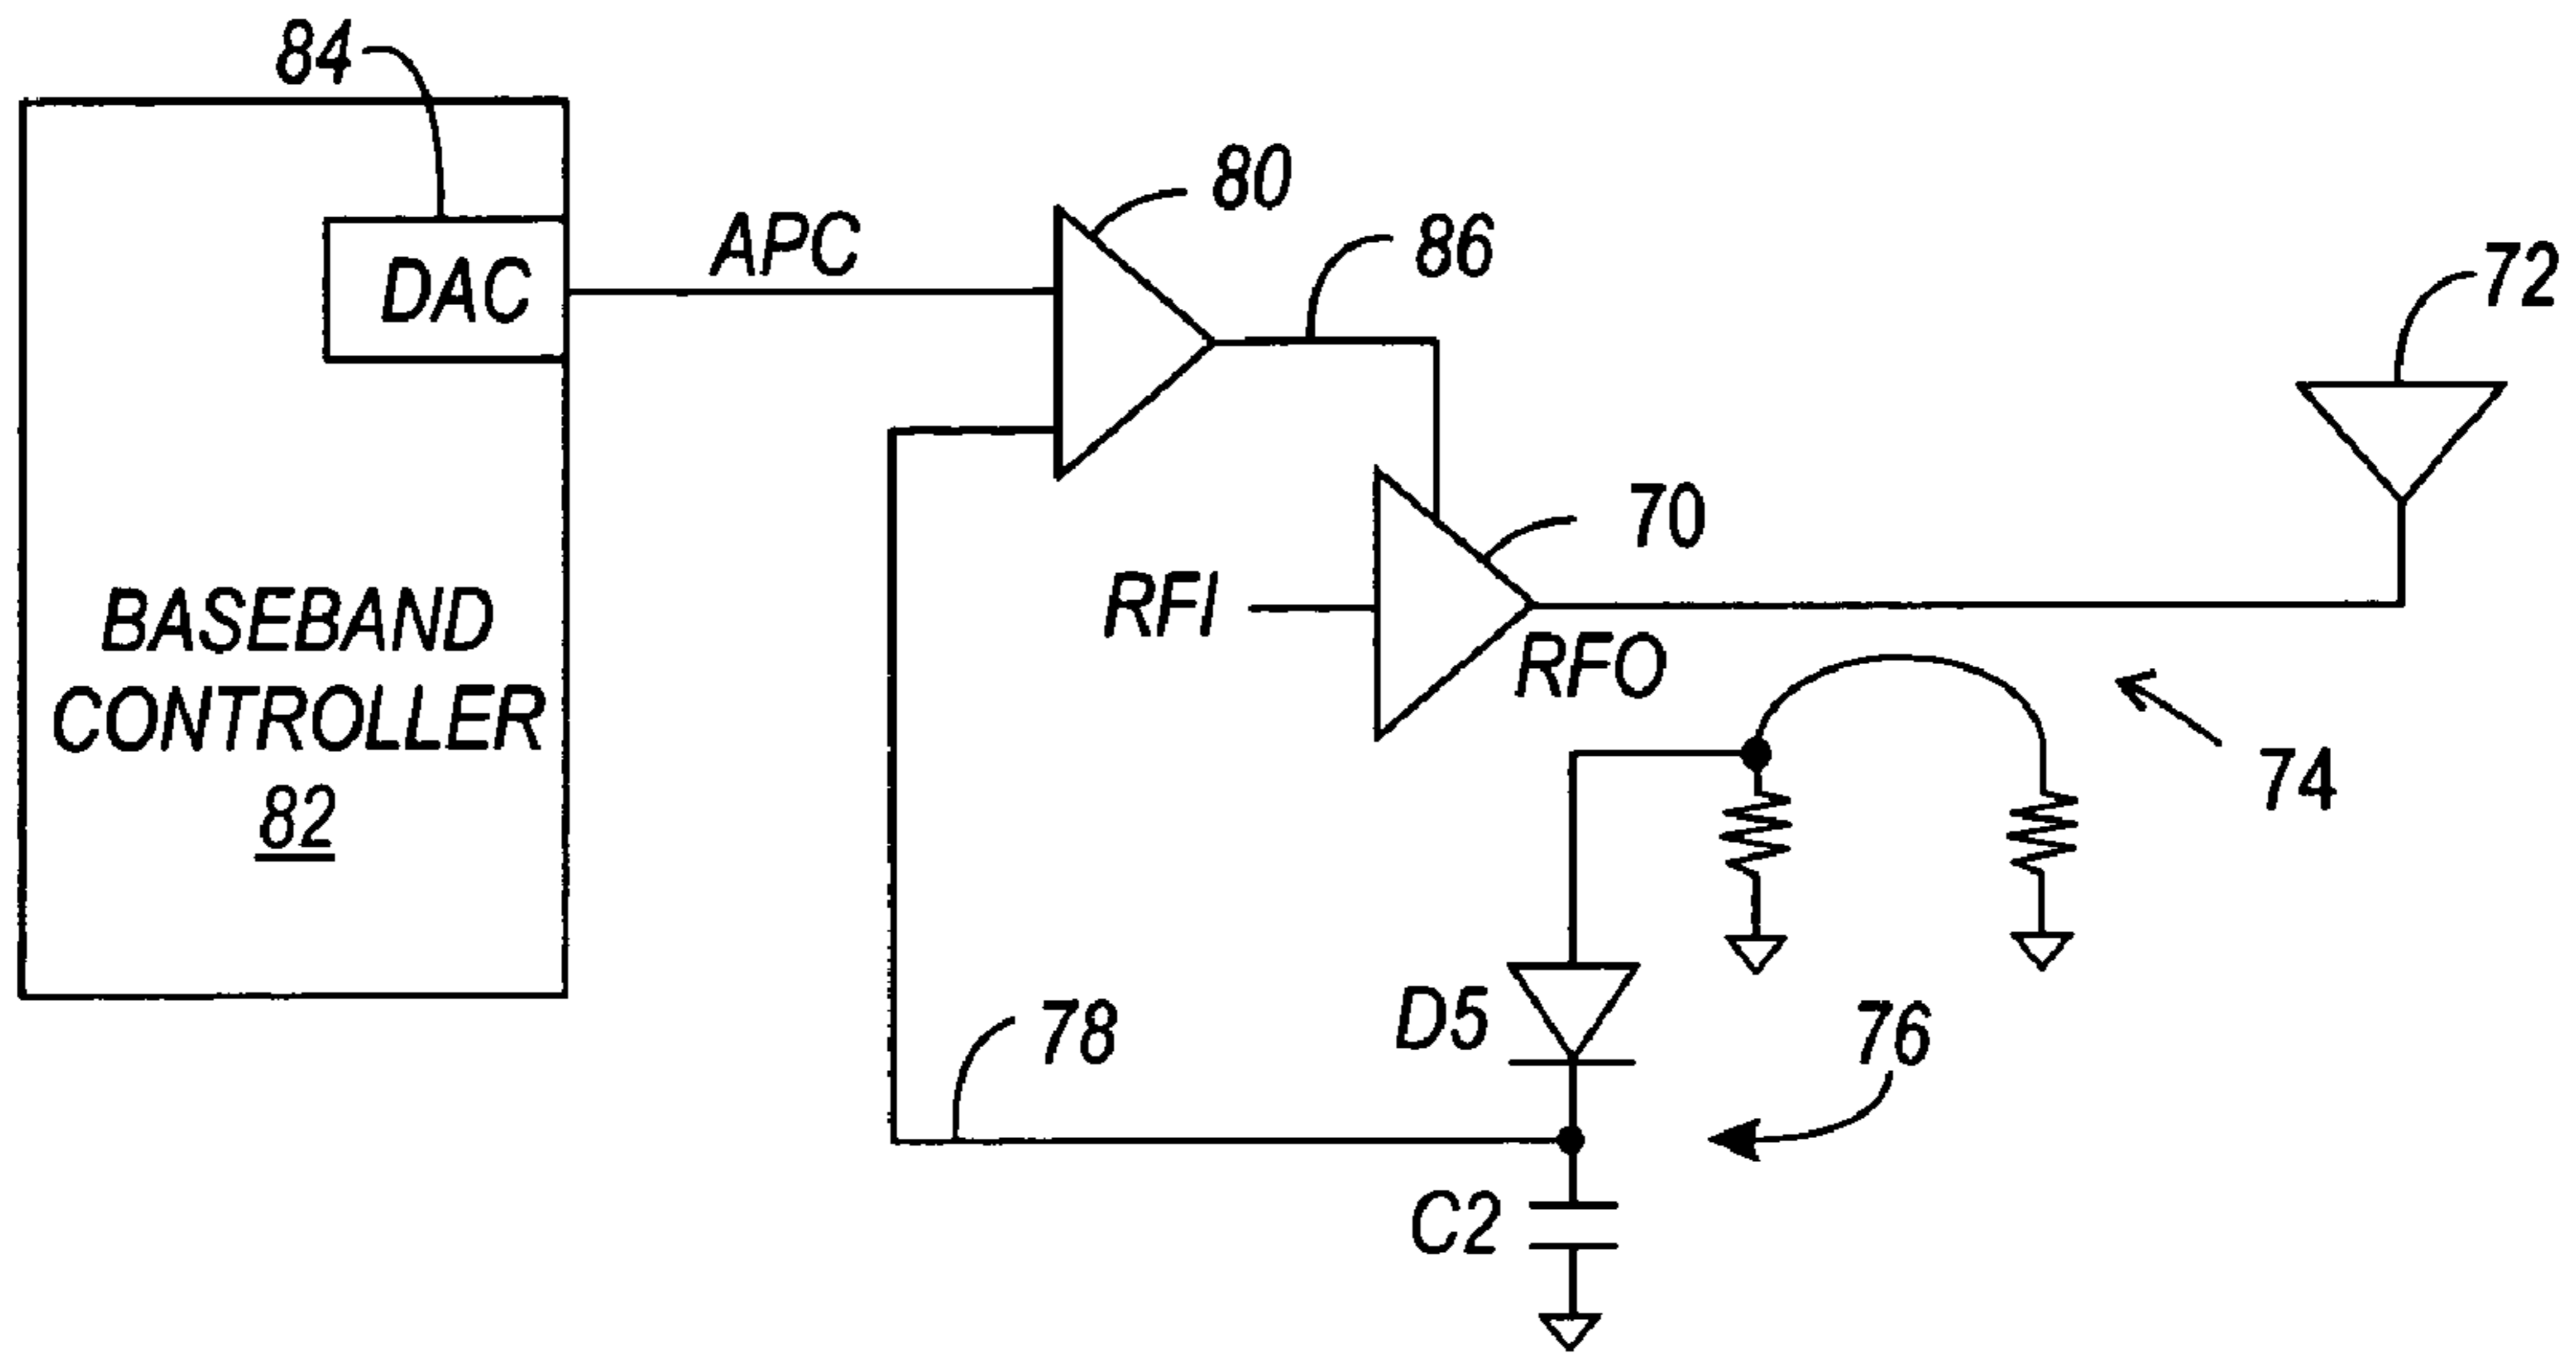 84
80
86
72
APC
DAC
70
RFI
BASEBAND
CONTROLLER
82
RFO
74
D5
78
76
C2